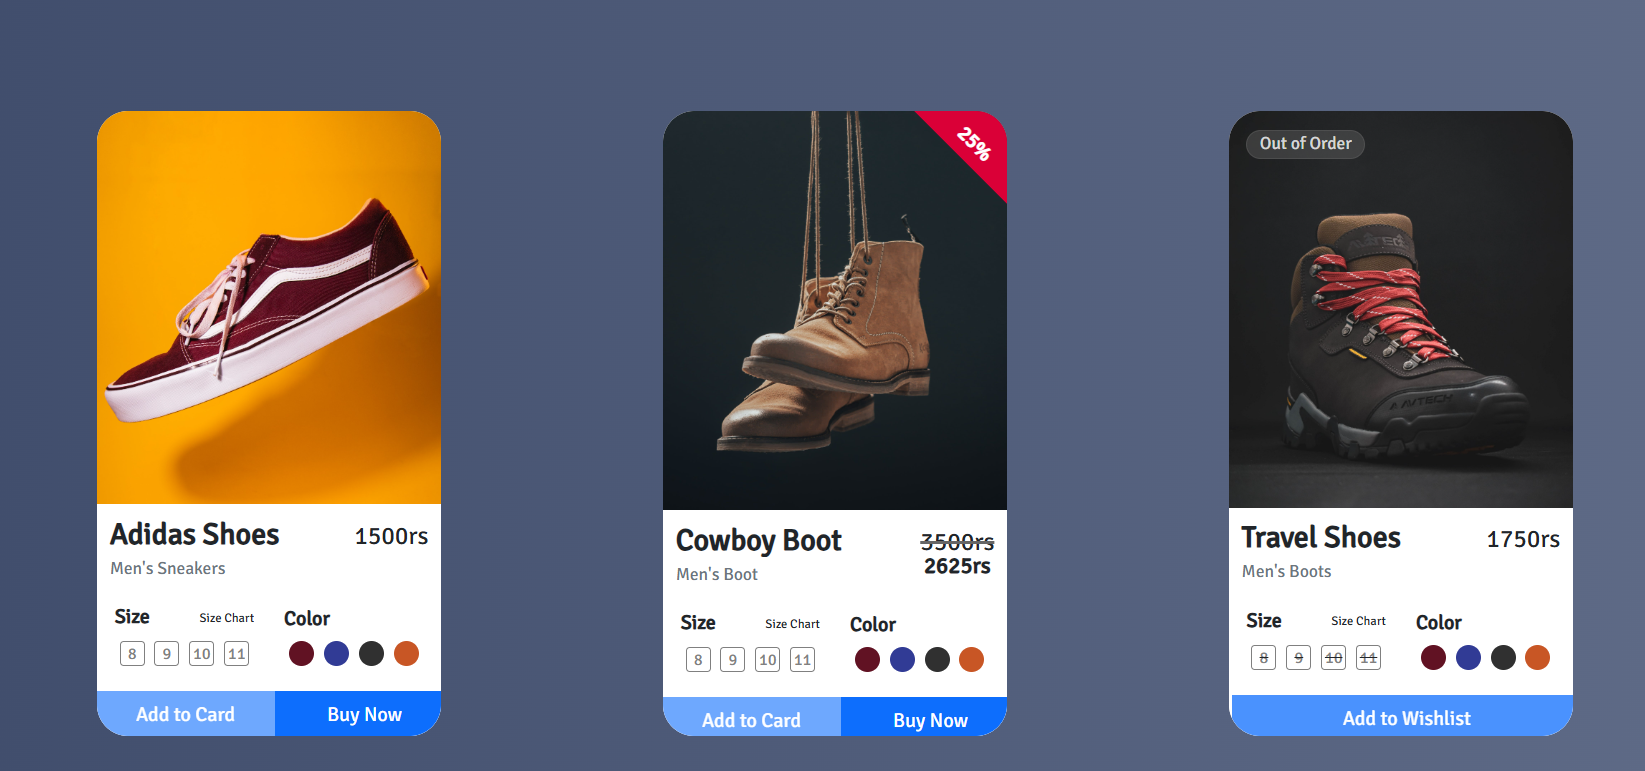 Adidas Shoes
1500rs
Men's Sneakers
Size
Size Chart
Color
8 9 10 11
Add to Card
Buy Now
25%
Cowboy Boot
3500rs
2625rs
Men's Boot
Size
Size Chart
Color
8 9 10 11
Add to Card
Buy Now
Out of Order
AVTECH
AVTECH
Travel Shoes
1750rs
Men's Boots
Size
Size Chart
Color
8 9 10 11
Add to Wishlist